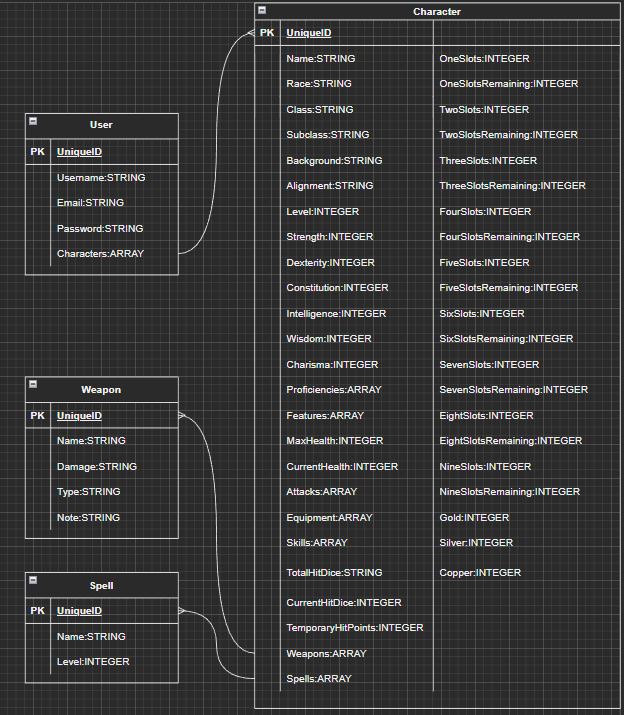 User
PK UniqueID
Username:STRING
Email:STRING
Password:STRING
Characters:ARRAY
Weapon
PK UniqueID
Name:STRING
Damage:STRING
Type:STRING
Note:STRING
Spell
PK UniqueID
Name:STRING
Level:INTEGER
Character
PK UniqueID
Name:STRING OneSlots:INTEGER
Race:STRING OneSlotsRemaining:INTEGER
Class:STRING TwoSlots:INTEGER
Subclass:STRING TwoSlotsRemaining:INTEGER
Background:STRING ThreeSlots:INTEGER
Alignment:STRING ThreeSlotsRemaining:INTEGER
Level:INTEGER FourSlots:INTEGER
Strength:INTEGER FourSlotsRemaining:INTEGER
Dexterity:INTEGER FiveSlots:INTEGER
Constitution:INTEGER FiveSlotsRemaining:INTEGER
Intelligence:INTEGER SixSlots:INTEGER
Wisdom:INTEGER SixSlotsRemaining:INTEGER
Charisma:INTEGER SevenSlots:INTEGER
Proficiencies:ARRAY SevenSlotsRemaining:INTEGER
Features:ARRAY EightSlots:INTEGER
MaxHealth:INTEGER EightSlotsRemaining:INTEGER
CurrentHealth:INTEGER NineSlots:INTEGER
Attacks:ARRAY NineSlotsRemaining:INTEGER
Equipment:ARRAY Gold:INTEGER
Skills:ARRAY Silver:INTEGER
TotalHitDice:STRING Copper:INTEGER
CurrentHitDice:INTEGER
TemporaryHitPoints:INTEGER
Weapons:ARRAY
Spells:ARRAY